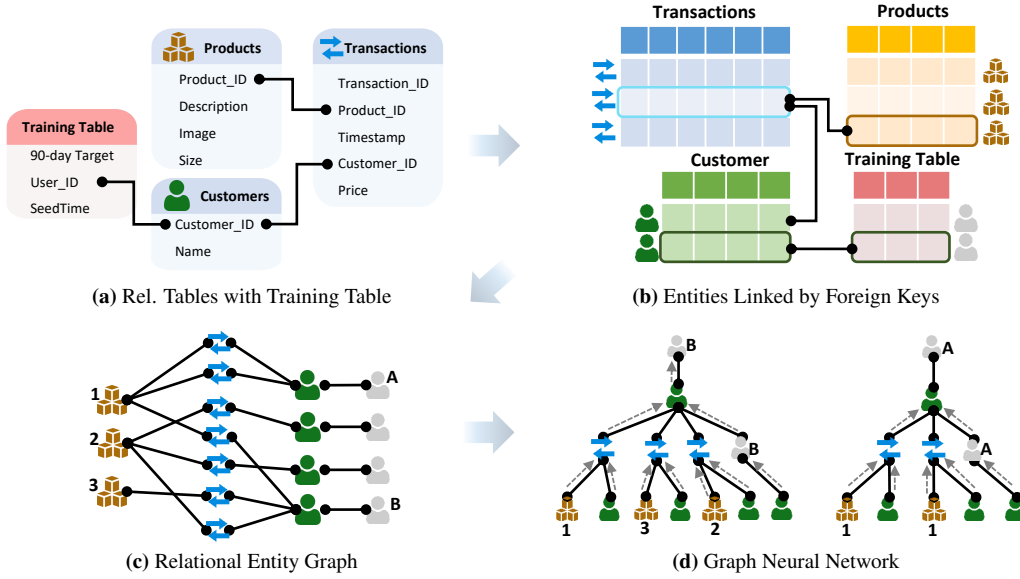 Products
Product_ID
Description
Image
Size
Transactions
Transaction_ID
Product_ID
Timestamp
Customer_ID
Price
Training Table
90-day Target
User_ID
SeedTime
Customers
Customer_ID
Name
(a) Rel. Tables with Training Table
Transactions
Products
Customer
Training Table
(b) Entities Linked by Foreign Keys
1
2
3
A
B
(c) Relational Entity Graph
B
B
1
3
2
A
A
1
1
(d) Graph Neural Network